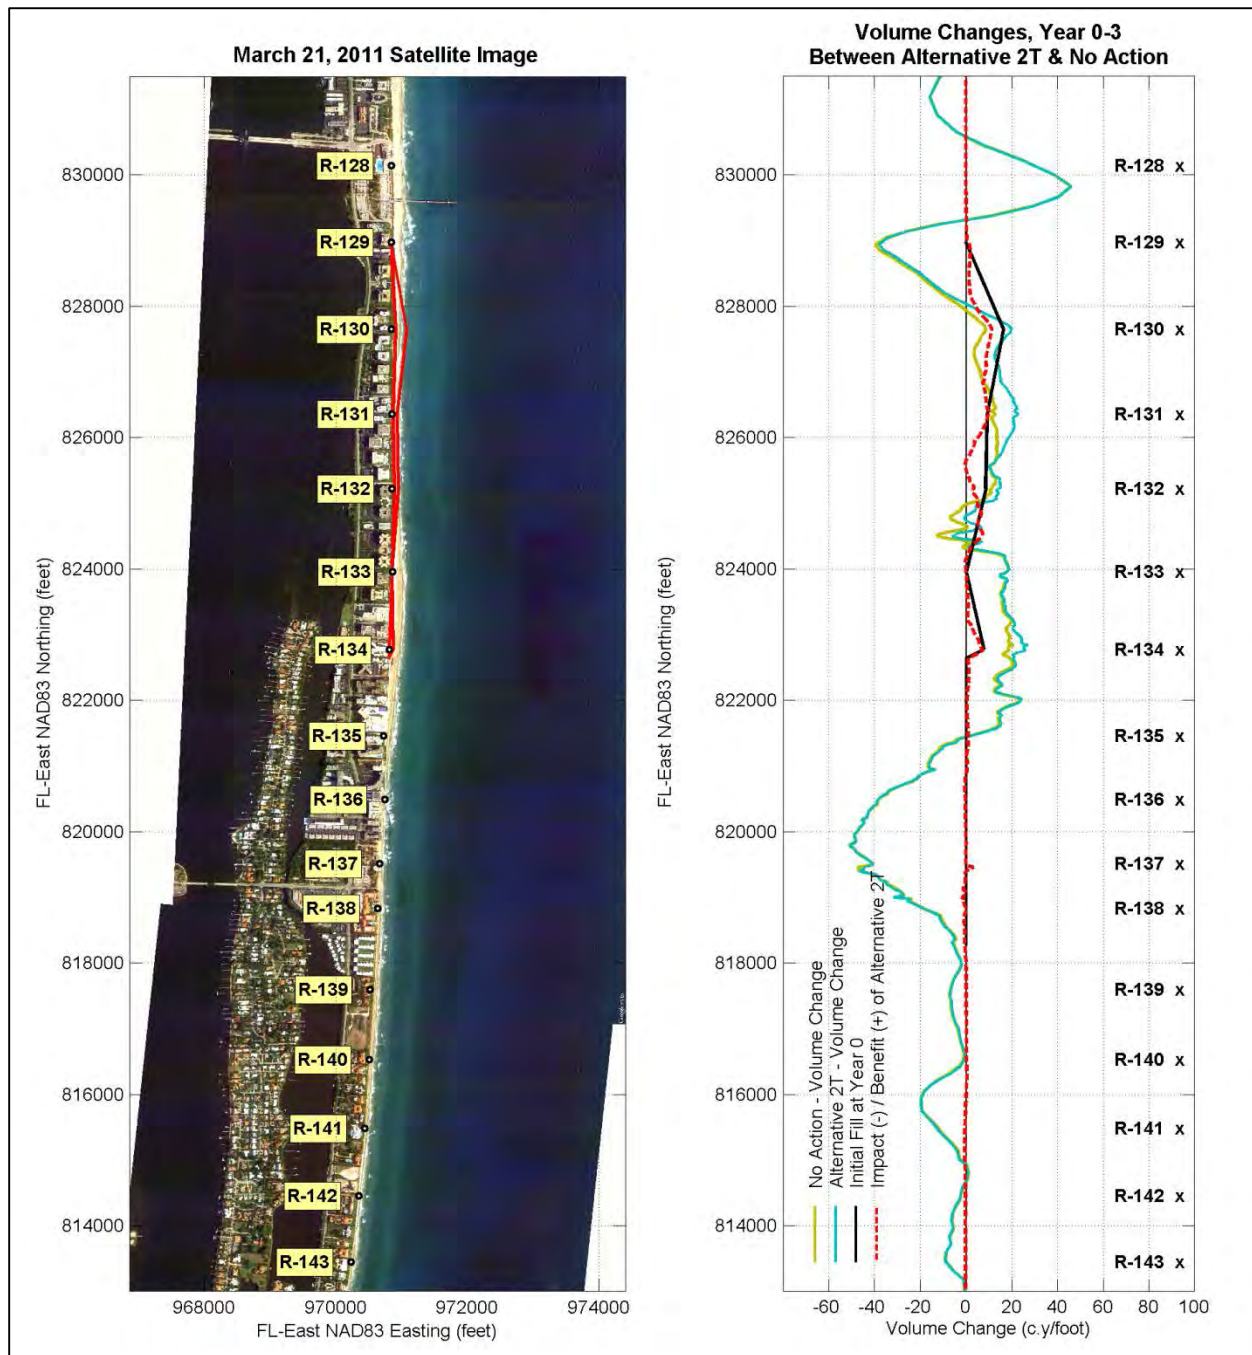 March 21, 2011 Satellite Image
830000
828000
826000
824000
822000
820000
818000
816000
814000
FL-East NAD83 Northing (feet)
R-128
R-129
R-130
R-131
R-132
R-133
R-134
R-135
R-136
R-137
R-138
R-139
R-140
R-141
R-142
R-143
968000 970000 972000 974000
FL-East NAD83 Easting (feet)
Volume Changes, Year 0-3
Between Alternative 2T & No Action
830000
828000
826000
824000
822000
820000
818000
816000
814000
FL-East NAD83 Northing (feet)
R-128 x
R-129 x
R-130 x
R-131 x
R-132 x
R-133 x
R-134 x
R-135 x
R-136 x
R-137 x
R-138 x
R-139 x
R-140 x
R-141 x
R-142 x
R-143 x
No Action - Volume Change
Alternative 2T - Volume Change
Initial Fill at Year 0
Impact (-) / Benefit (+) of Alternative 2T
-60 -40 -20 0 20 40 60 80 100
Volume Change (c.y/foot)